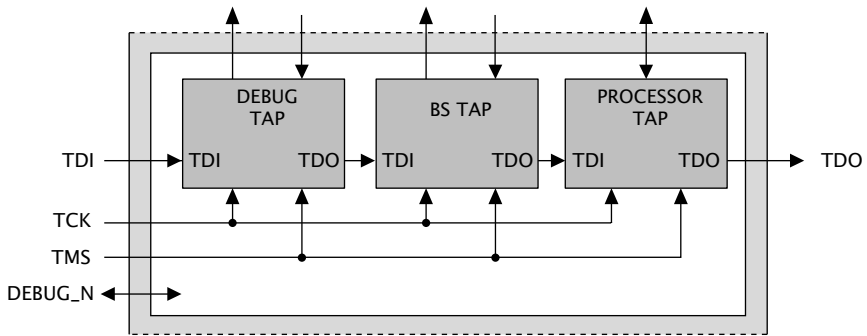 DEBUG
TAP
BS TAP
PROCESSOR
TAP
TDI
TDI
TDO
TDI
TDO
TDI
TDO
TDO
TCK
TMS
DEBUG_N